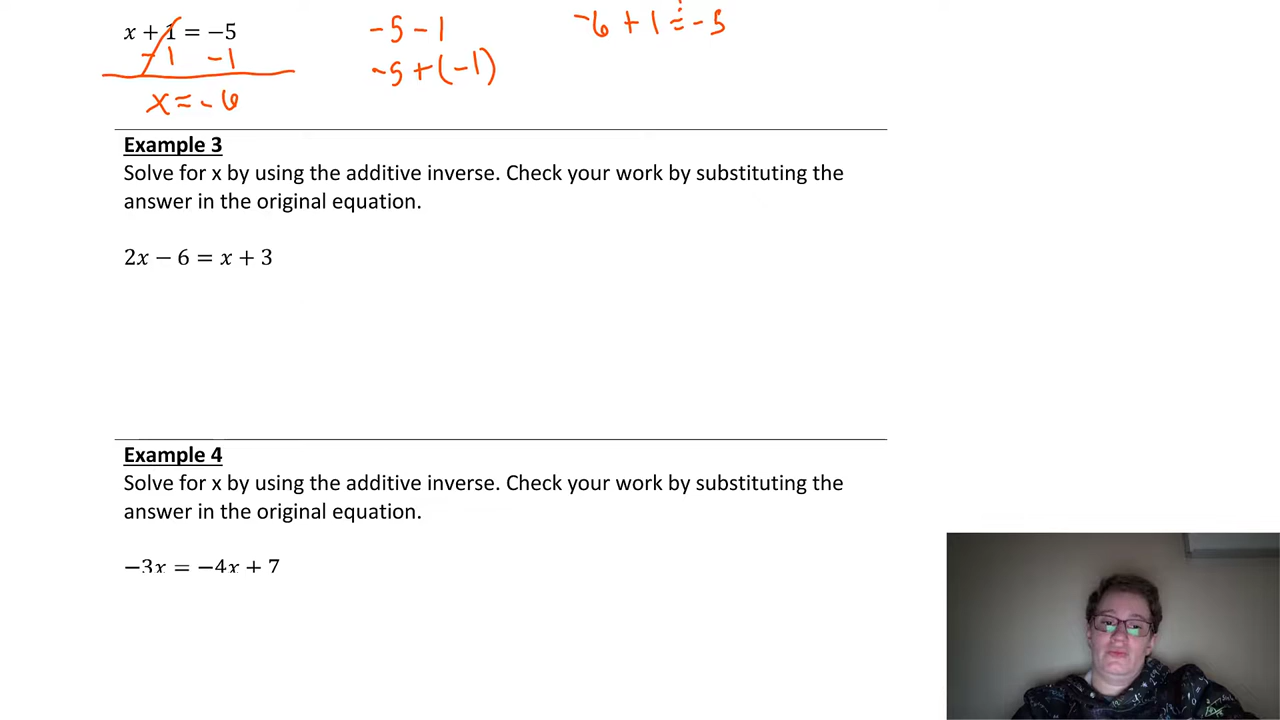 x + 1 = −5
-5 - 1
-6 + 1 ≟ -5
-1 -1
-5 + (-1)
x = -6
Example 3
Solve for x by using the additive inverse. Check your work by substituting the
answer in the original equation.
2x − 6 = x + 3
Example 4
Solve for x by using the additive inverse. Check your work by substituting the
answer in the original equation.
−3x = −4x + 7